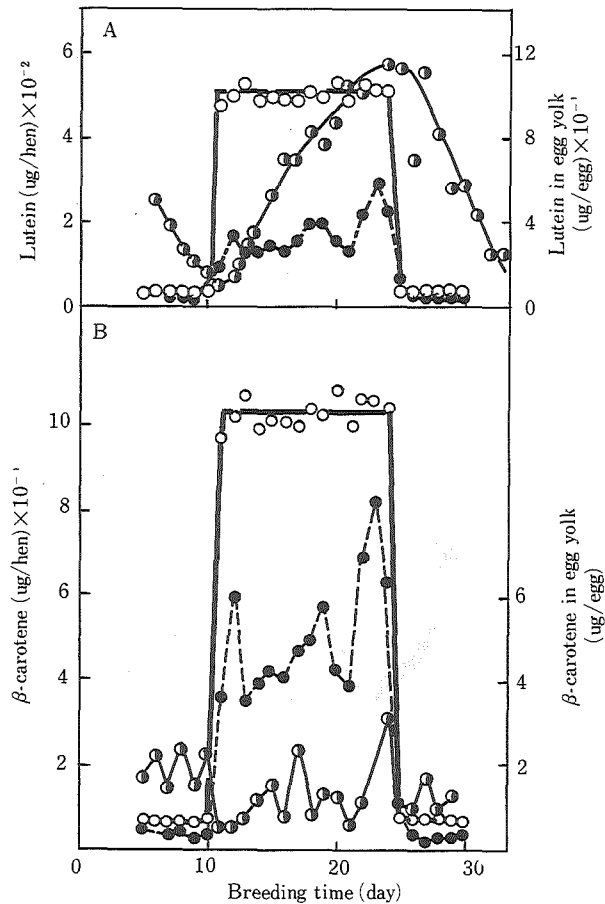 A
6
4
2
0
Lutein (ug/hen)×10⁻²
12
8
4
0
Lutein in egg yolk
(ug/egg)×10⁻¹
B
10
8
6
4
2
β-carotene (ug/hen)×10⁻¹
6
4
2
β-carotene in egg yolk
(ug/egg)
0 10 20 30
Breeding time (day)